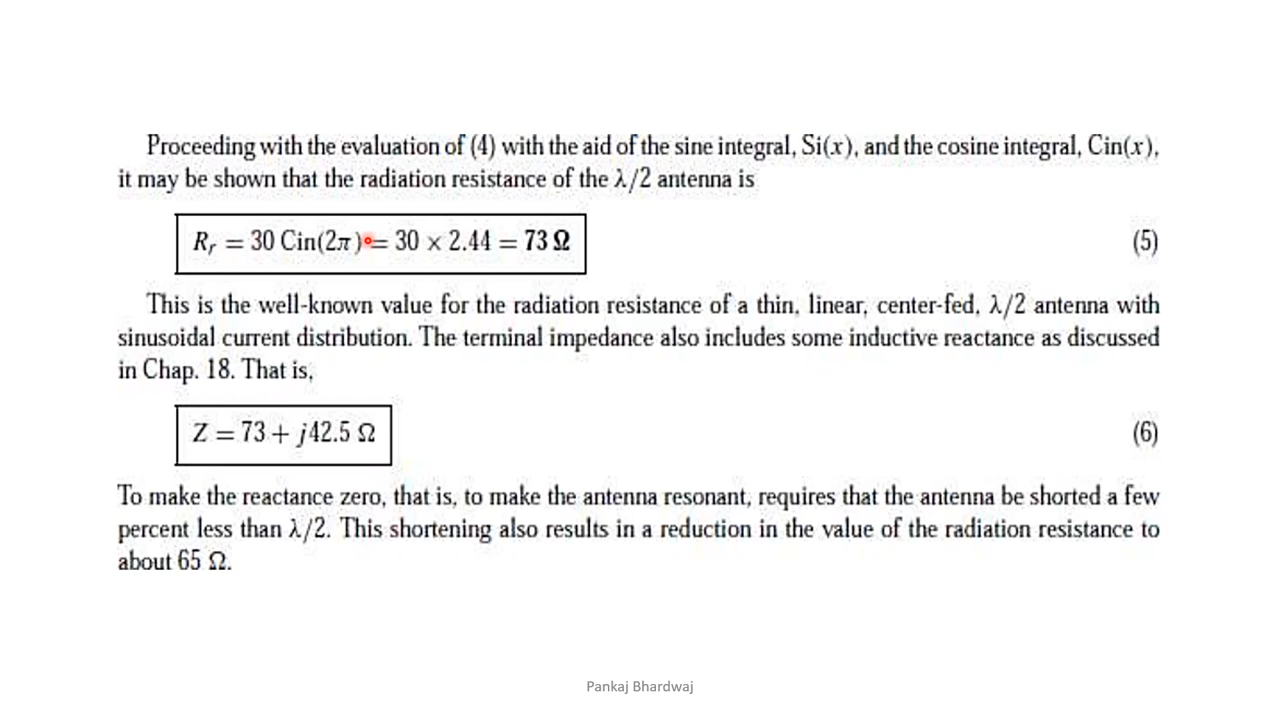 Proceeding with the evaluation of (4) with the aid of the sine integral, Si(x), and the cosine integral, Cin(x),
it may be shown that the radiation resistance of the λ/2 antenna is
R_r = 30 Cin(2π) = 30 × 2.44 = 73 Ω (5)
This is the well-known value for the radiation resistance of a thin, linear, center-fed, λ/2 antenna with
sinusoidal current distribution. The terminal impedance also includes some inductive reactance as discussed
in Chap. 18. That is,
Z = 73 + j42.5 Ω (6)
To make the reactance zero, that is, to make the antenna resonant, requires that the antenna be shorted a few
percent less than λ/2. This shortening also results in a reduction in the value of the radiation resistance to
about 65 Ω.
Pankaj Bhardwaj